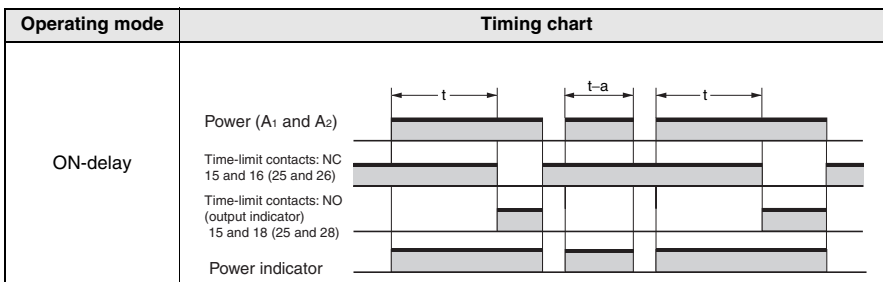 Operating mode
Timing chart
ON-delay
t
t–a
t
Power (A1 and A2)
Time-limit contacts: NC
15 and 16 (25 and 26)
Time-limit contacts: NO
(output indicator)
15 and 18 (25 and 28)
Power indicator